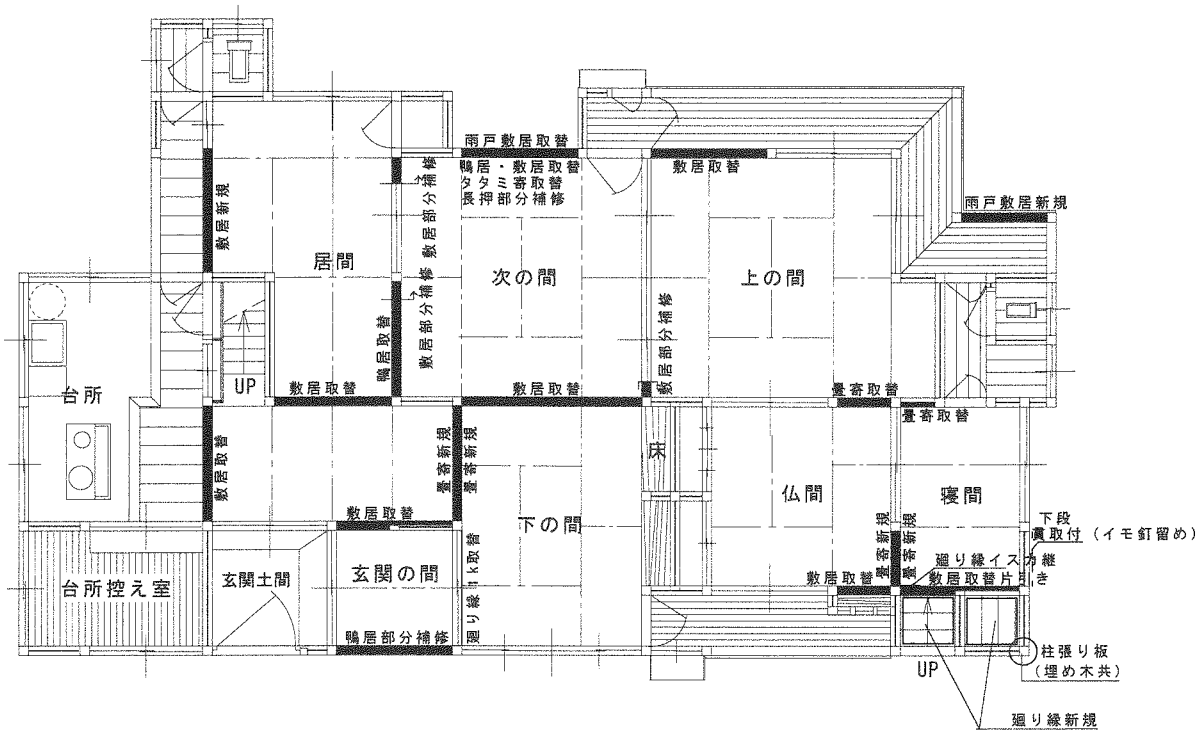 雨戸敷居取替
鴨居・敷居取替
タタミ寄取替
長押部分補修
敷居取替
敷居部分補修
敷居新規
雨戸敷居新規
居間
次の間
上の間
敷居部分補修
敷居部分補修
鴨居取替
UP
台所
敷居取替
敷居取替
畳寄取替
畳寄取替
敷居取替
畳寄新規
畳寄新規
床
仏間
寝間
敷居取替
下の間
畳寄新規
畳寄新規
下段
貫取付（イモ釘留め）
廻り縁イスカ継
敷居取替
敷居取替片引き
台所控え室
玄関土間
玄関の間
廻り縁 1k取替
鴨居部分補修
UP
柱張り板
（埋め木共）
廻り縁新規